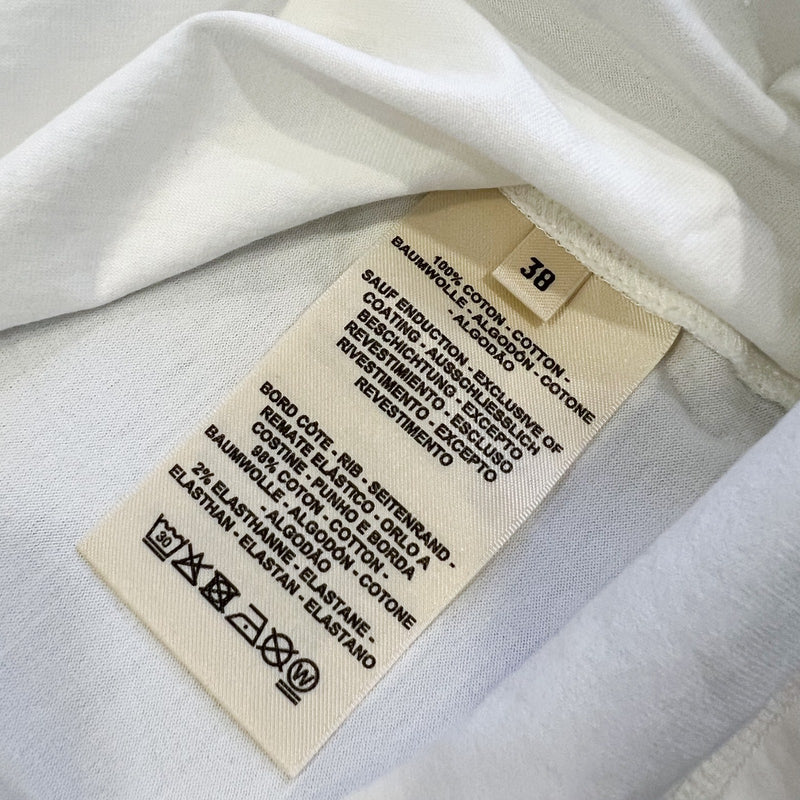 38
100% COTON - COTTON -
BAUMWOLLE - ALGODÓN - COTONE
- ALGODÃO
SAUF ENDUCTION - EXCLUSIVE OF
COATING - AUSSCHLIESSLICH
BESCHICHTUNG - EXCEPTO
REVESTIMIENTO - ESCLUSO
RIVESTIMENTO - EXCEPTO
REVESTIMENTO
BORD CÔTE - RIB - SEITENRAND -
REMATE ELÁSTICO - ORLO A
COSTINE - PUNHO E BORDA
98% COTON - COTTON -
BAUMWOLLE - ALGODÓN - COTONE
- ALGODÃO
2% ELASTHANNE - ELASTANE -
ELASTHAN - ELASTAN - ELASTANO
30
W